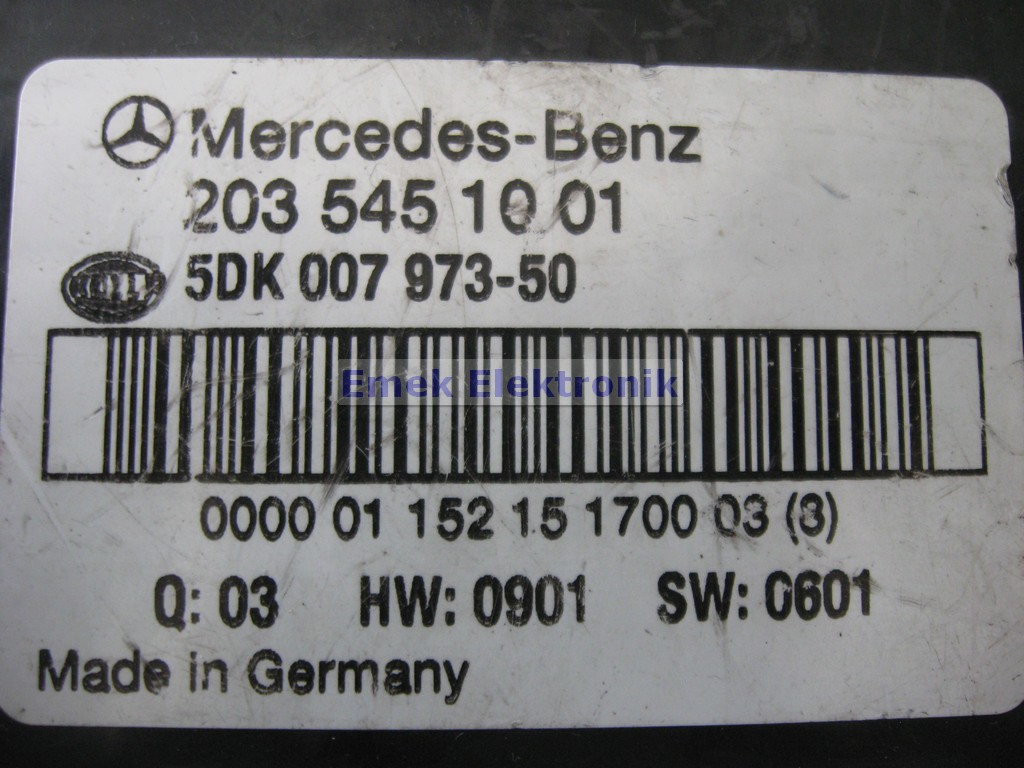 Mercedes-Benz
203 545 10 01
HELLA
5DK 007 973-50
Emek Elektronik
0000 01 152 15 1700 03 (3)
Q: 03 HW: 0901 SW: 0601
Made in Germany